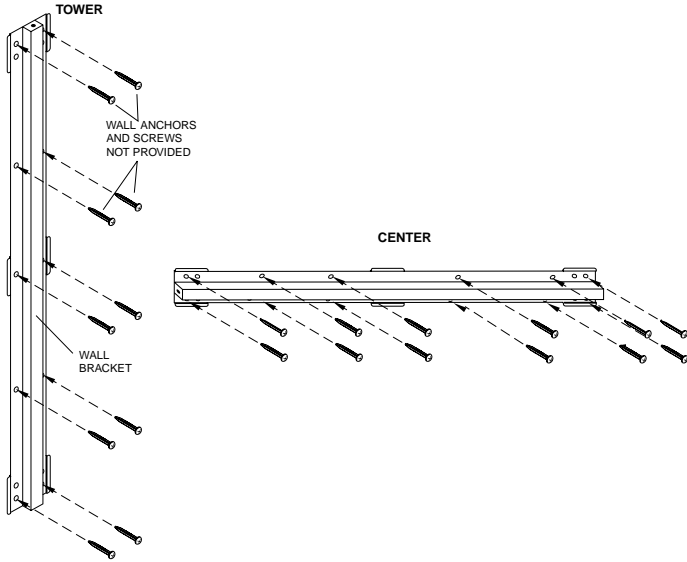 TOWER
WALL ANCHORS
AND SCREWS
NOT PROVIDED
CENTER
WALL
BRACKET